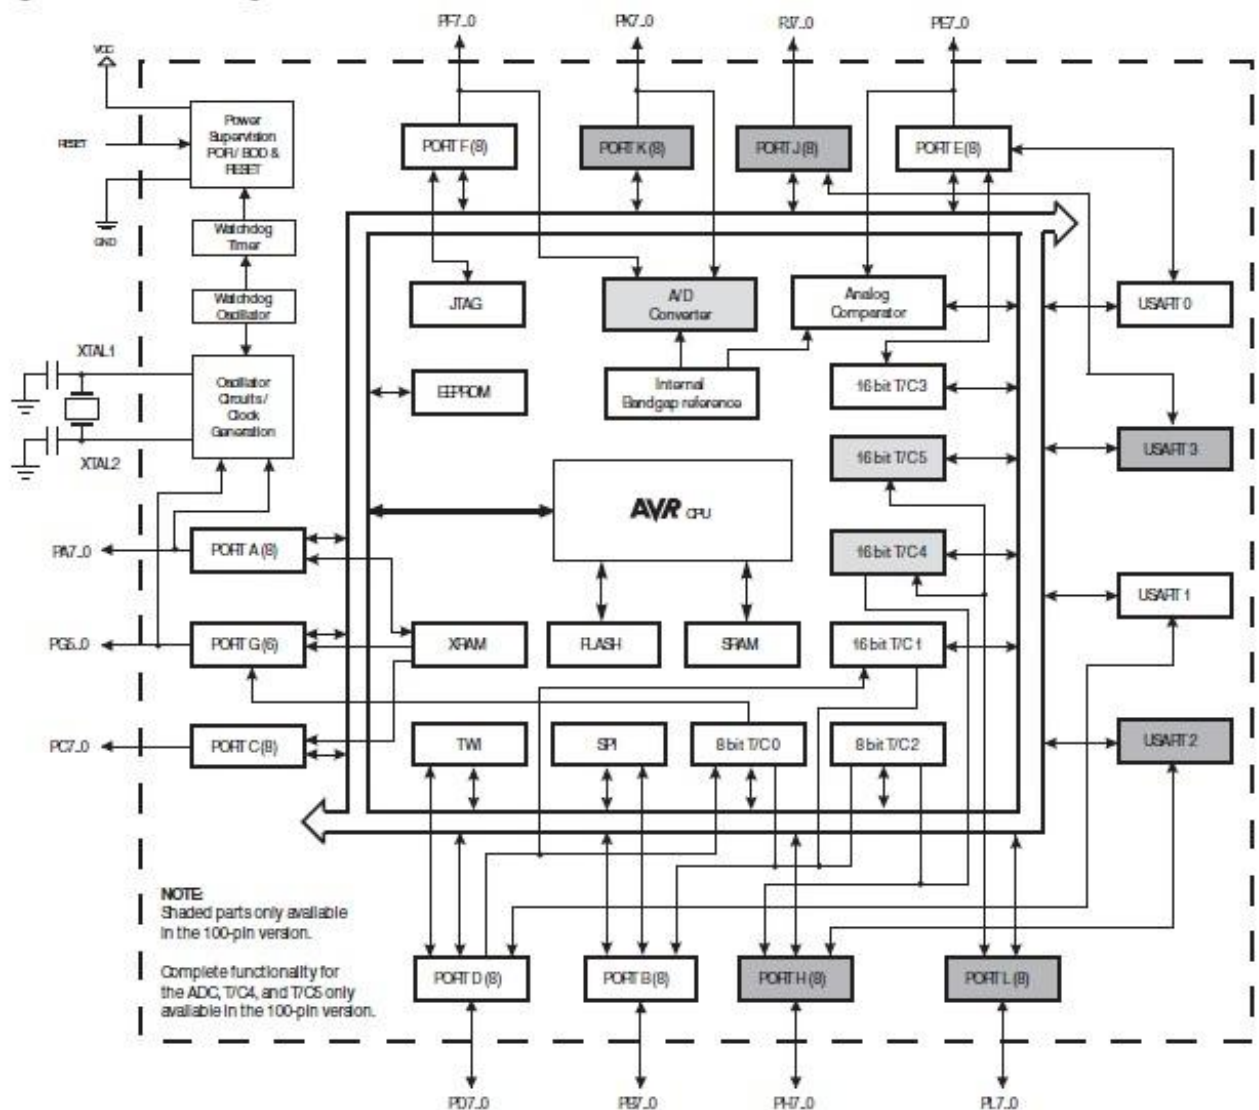 PF7..0
PK7..0
PJ7..0
PE7..0
VCC
RESET
GND
Power
Supervision
POR / BOD &
RESET
PORT F (8)
PORT K (8)
PORT J (8)
PORT E (8)
Watchdog
Timer
Watchdog
Oscillator
XTAL1
XTAL2
Oscillator
Circuits /
Clock
Generation
JTAG
A/D
Converter
Analog
Comparator
USART 0
EEPROM
Internal
Bandgap reference
16 bit T/C 3
16 bit T/C 5
USART 3
AVR CPU
PA7..0
PORT A (8)
16 bit T/C 4
USART 1
PG5..0
PORT G (6)
XRAM
FLASH
SRAM
16 bit T/C 1
PC7..0
PORT C (8)
TWI
SPI
8 bit T/C 0
8 bit T/C 2
USART 2
NOTE:
Shaded parts only available
in the 100-pin version.
Complete functionality for
the ADC, T/C4, and T/C5 only
available in the 100-pin version.
PORT D (8)
PORT B (8)
PORT H (8)
PORT L (8)
PD7..0
PB7..0
PH7..0
PL7..0